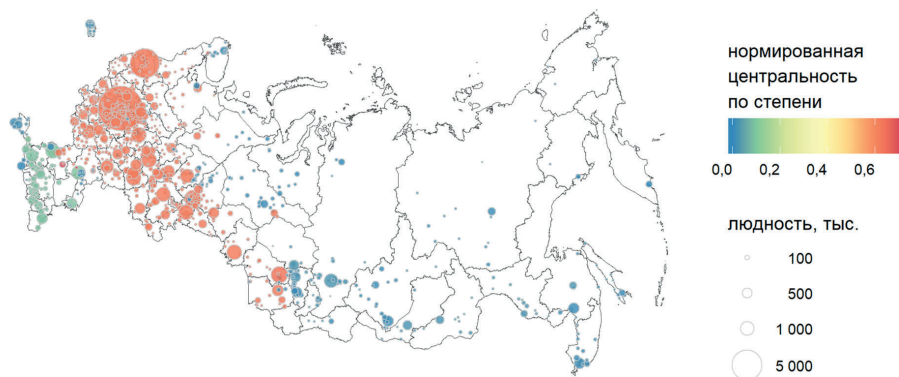 нормированная
центральность
по степени
0,0 0,2 0,4 0,6
людность, тыс.
100
500
1 000
5 000